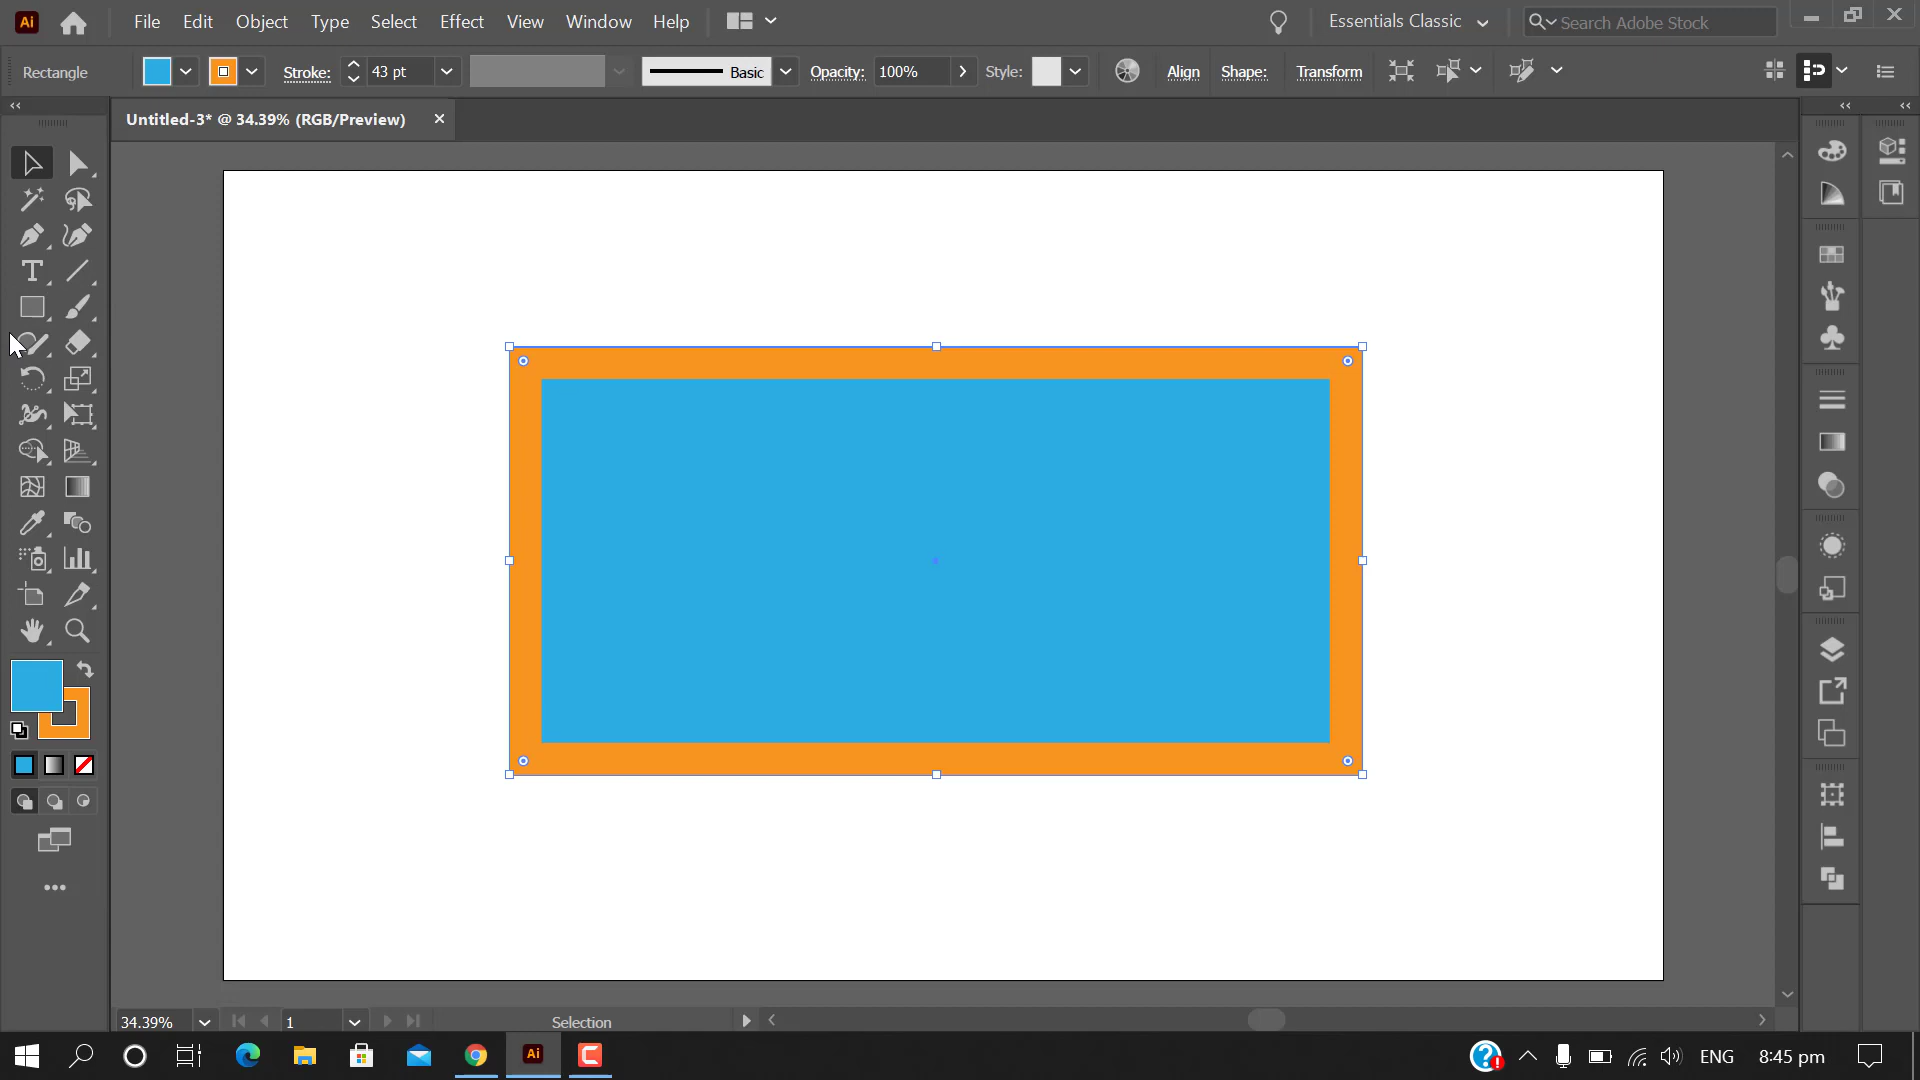 Ai File Edit Object Type Select Effect View Window Help Essentials Classic Search Adobe Stock
Rectangle Stroke: 43 pt Basic Opacity: 100% Style: Align Shape: Transform
Untitled-3* @ 34.39% (RGB/Preview)
T
34.39% 1 Selection
Ai ENG 8:45 pm